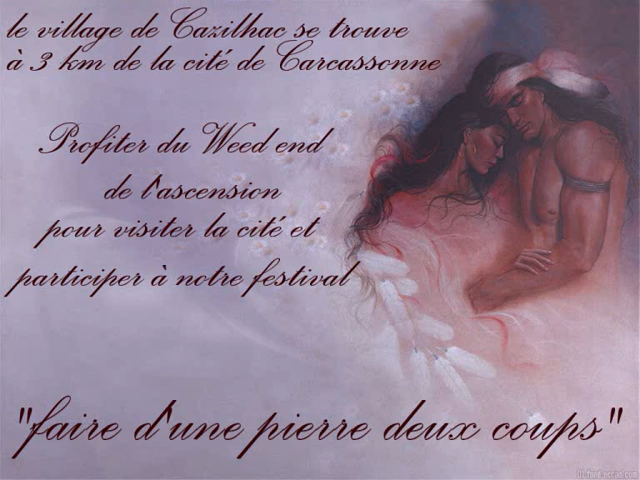 le village de Cazilhac se trouve
à 3 km de la cité de Carcassonne
Profiter du Weed end
de l'ascension
pour visiter la cité et
participer à notre festival
"faire d'une pierre deux coups"